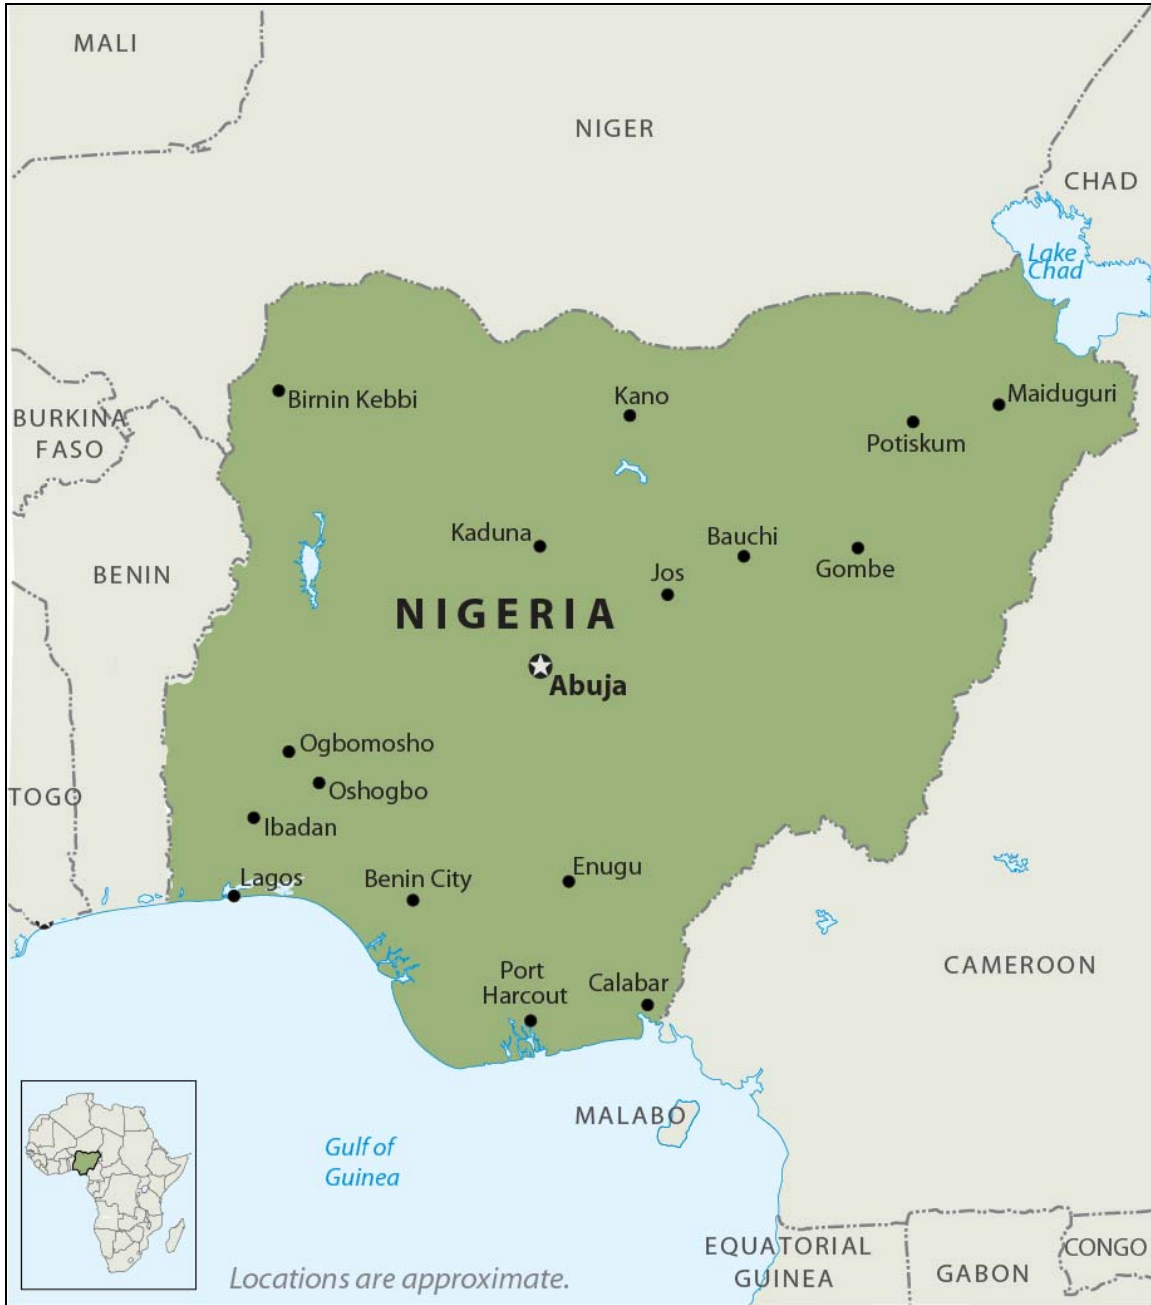 MALI
NIGER
CHAD
Lake
Chad
Birnin Kebbi
Kano
Maiduguri
BURKINA
FASO
Potiskum
Kaduna
Bauchi
BENIN
Jos
Gombe
NIGERIA
Abuja
Ogbomosho
Oshogbo
TOGO
Ibadan
Lagos
Benin City
Enugu
CAMEROON
Port
Harcout
Calabar
MALABO
Gulf of
Guinea
EQUATORIAL
GUINEA
GABON
CONGO
Locations are approximate.